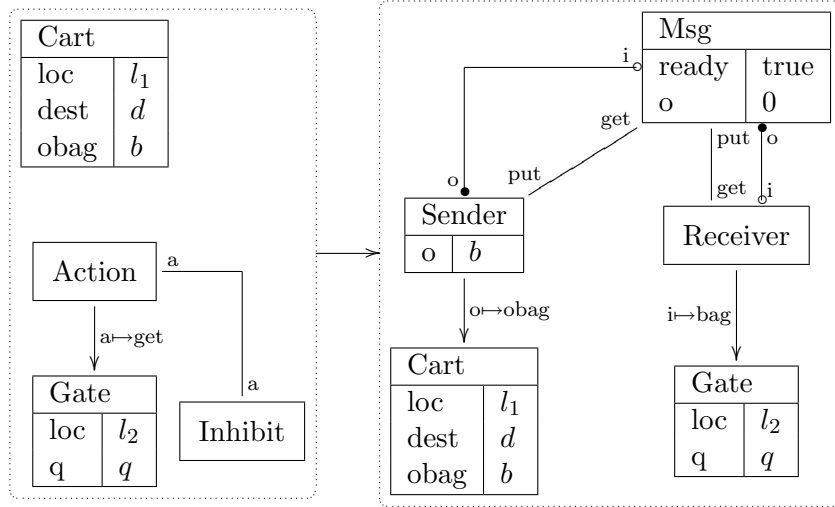 Cart
loc l₁
dest d
obag b
Action
a
a↦get
a
Gate
loc l₂
q q
Inhibit
Msg
ready true
o 0
i
get
put
o
put
o
get
i
Sender
o b
Receiver
o↦obag
i↦bag
Cart
loc l₁
dest d
obag b
Gate
loc l₂
q q